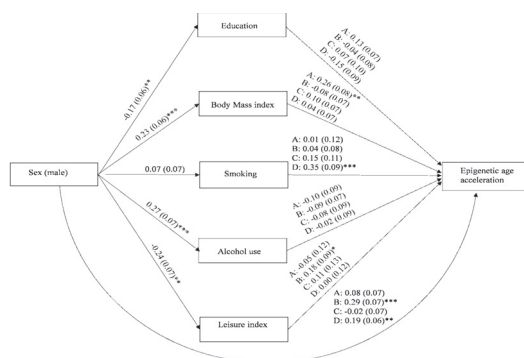 Education
-0.17 (0.06)**
A: 0.13 (0.07)
B: -0.04 (0.08)
C: 0.07 (0.10)
D: -0.15 (0.09)
Body Mass index
0.23 (0.06)***
A: 0.26 (0.08)**
B: -0.08 (0.07)
C: 0.10 (0.07)
D: 0.04 (0.07)
Sex (male)
0.07 (0.07)
Smoking
A: 0.01 (0.12)
B: 0.04 (0.08)
C: 0.15 (0.11)
D: 0.35 (0.09)***
Epigenetic age
acceleration
0.27 (0.07)***
Alcohol use
A: -0.10 (0.09)
B: -0.09 (0.07)
C: -0.08 (0.09)
D: -0.02 (0.09)
-0.24 (0.07)**
Leisure index
A: -0.05 (0.12)
B: 0.18 (0.09)*
C: 0.11 (0.13)
D: 0.00 (0.12)
A: 0.08 (0.07)
B: 0.29 (0.07)***
C: -0.02 (0.07)
D: 0.19 (0.06)**